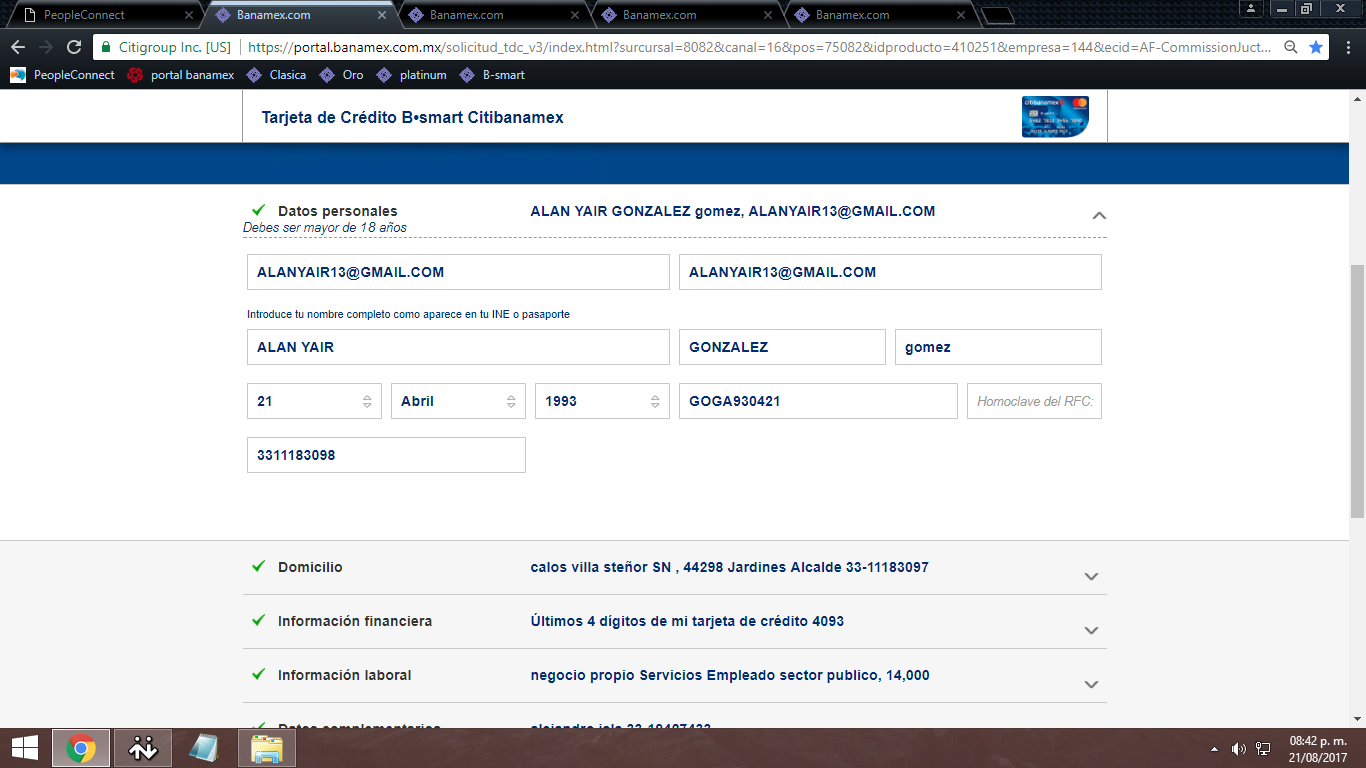 PeopleConnect Banamex.com Banamex.com Banamex.com Banamex.com
Citigroup Inc. [US] https://portal.banamex.com.mx/solicitud_tdc_v3/index.html?surcursal=8082&canal=16&pos=75082&idproducto=410251&empresa=144&ecid=AF-CommissionJuct...
PeopleConnect portal banamex Clasica Oro platinum B-smart
Tarjeta de Crédito B•smart Citibanamex
citibanamex
Datos personales ALAN YAIR GONZALEZ gomez, ALANYAIR13@GMAIL.COM
Debes ser mayor de 18 años
ALANYAIR13@GMAIL.COM ALANYAIR13@GMAIL.COM
Introduce tu nombre completo como aparece en tu INE o pasaporte
ALAN YAIR GONZALEZ gomez
21 Abril 1993 GOGA930421 Homoclave del RFC:
3311183098
Domicilio calos villa steñor SN , 44298 Jardines Alcalde 33-11183097
Información financiera Últimos 4 dígitos de mi tarjeta de crédito 4093
Información laboral negocio propio Servicios Empleado sector publico, 14,000
Datos complementarios
08:42 p. m.
21/08/2017